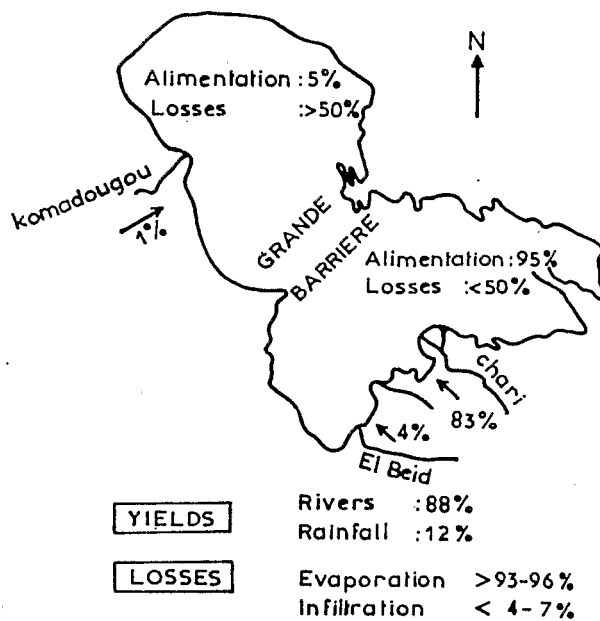 N
Alimentation : 5%
Losses :>50%
komadougou
1%
GRANDE
BARRIERE
Alimentation : 95%
Losses :<50%
chari
83%
4%
El Beid
YIELDS
Rivers : 88%
Rainfall : 12%
LOSSES
Evaporation >93-96%
Infiltration < 4-7%